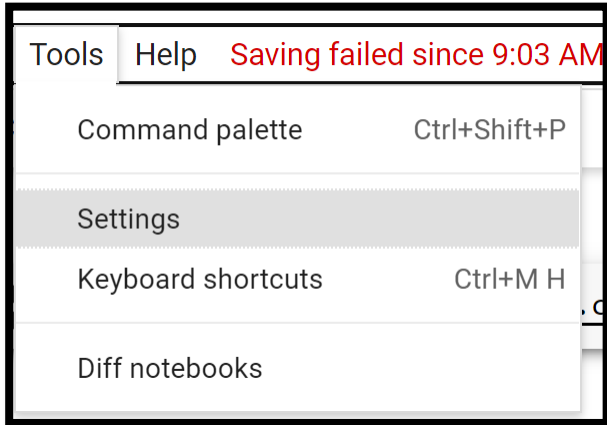 Tools Help Saving failed since 9:03 AM
Command palette Ctrl+Shift+P
Settings
Keyboard shortcuts Ctrl+M H
Diff notebooks